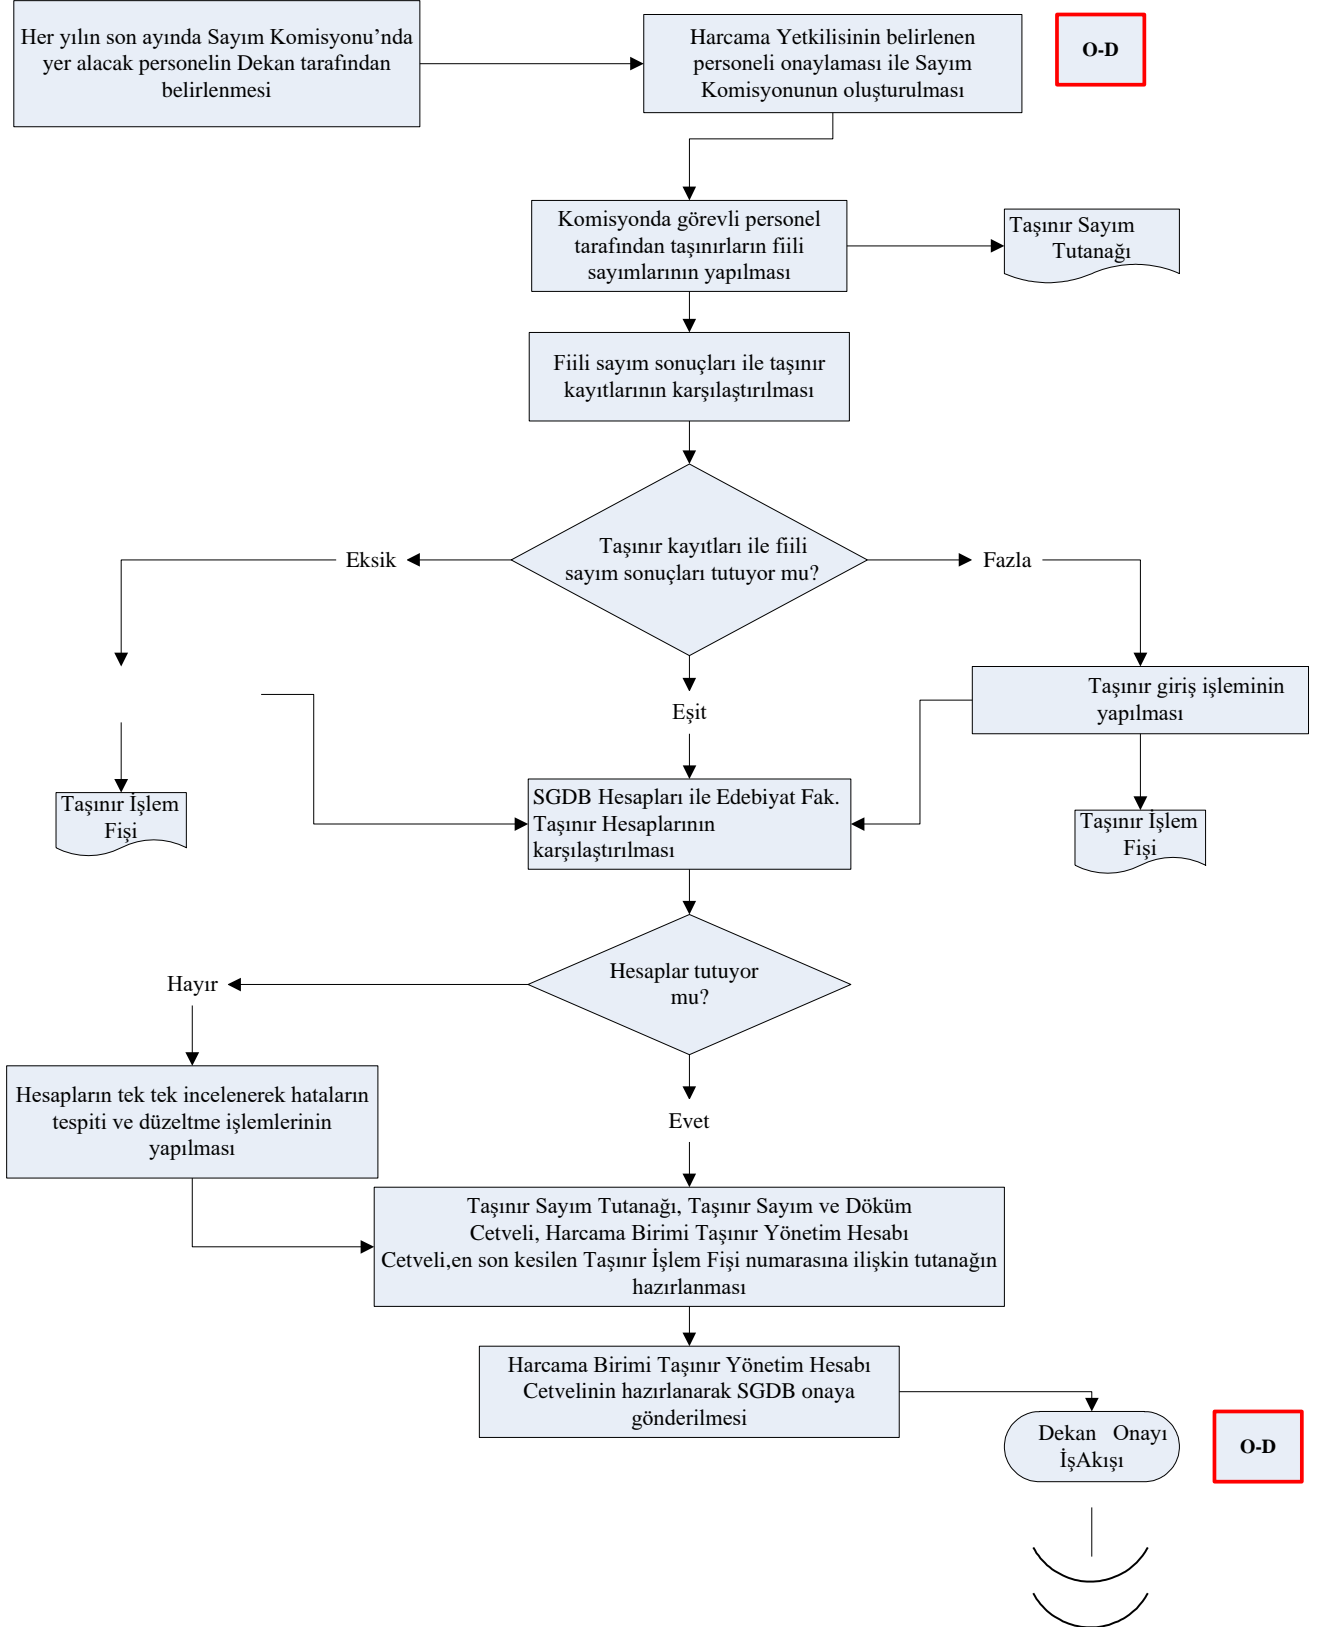 Her yılın son ayında Sayım Komisyonu’nda
yer alacak personelin Dekan tarafından
belirlenmesi
Harcama Yetkilisinin belirlenen
personeli onaylaması ile Sayım
Komisyonunun oluşturulması
O-D
Komisyonda görevli personel
tarafından taşınırların fiili
sayımlarının yapılması
Taşınır Sayım
Tutanağı
Fiili sayım sonuçları ile taşınır
kayıtlarının karşılaştırılması
Taşınır kayıtları ile fiili
sayım sonuçları tutuyor mu?
Eksik
Fazla
Eşit
Taşınır giriş işleminin
yapılması
Taşınır İşlem
Fişi
SGDB Hesapları ile Edebiyat Fak.
Taşınır Hesaplarının
karşılaştırılması
Taşınır İşlem
Fişi
Hesaplar tutuyor
mu?
Hayır
Evet
Hesapların tek tek incelenerek hataların
tespiti ve düzeltme işlemlerinin
yapılması
Taşınır Sayım Tutanağı, Taşınır Sayım ve Döküm
Cetveli, Harcama Birimi Taşınır Yönetim Hesabı
Cetveli,en son kesilen Taşınır İşlem Fişi numarasına ilişkin tutanağın
hazırlanması
Harcama Birimi Taşınır Yönetim Hesabı
Cetvelinin hazırlanarak SGDB onaya
gönderilmesi
Dekan Onayı
İşAkışı
O-D